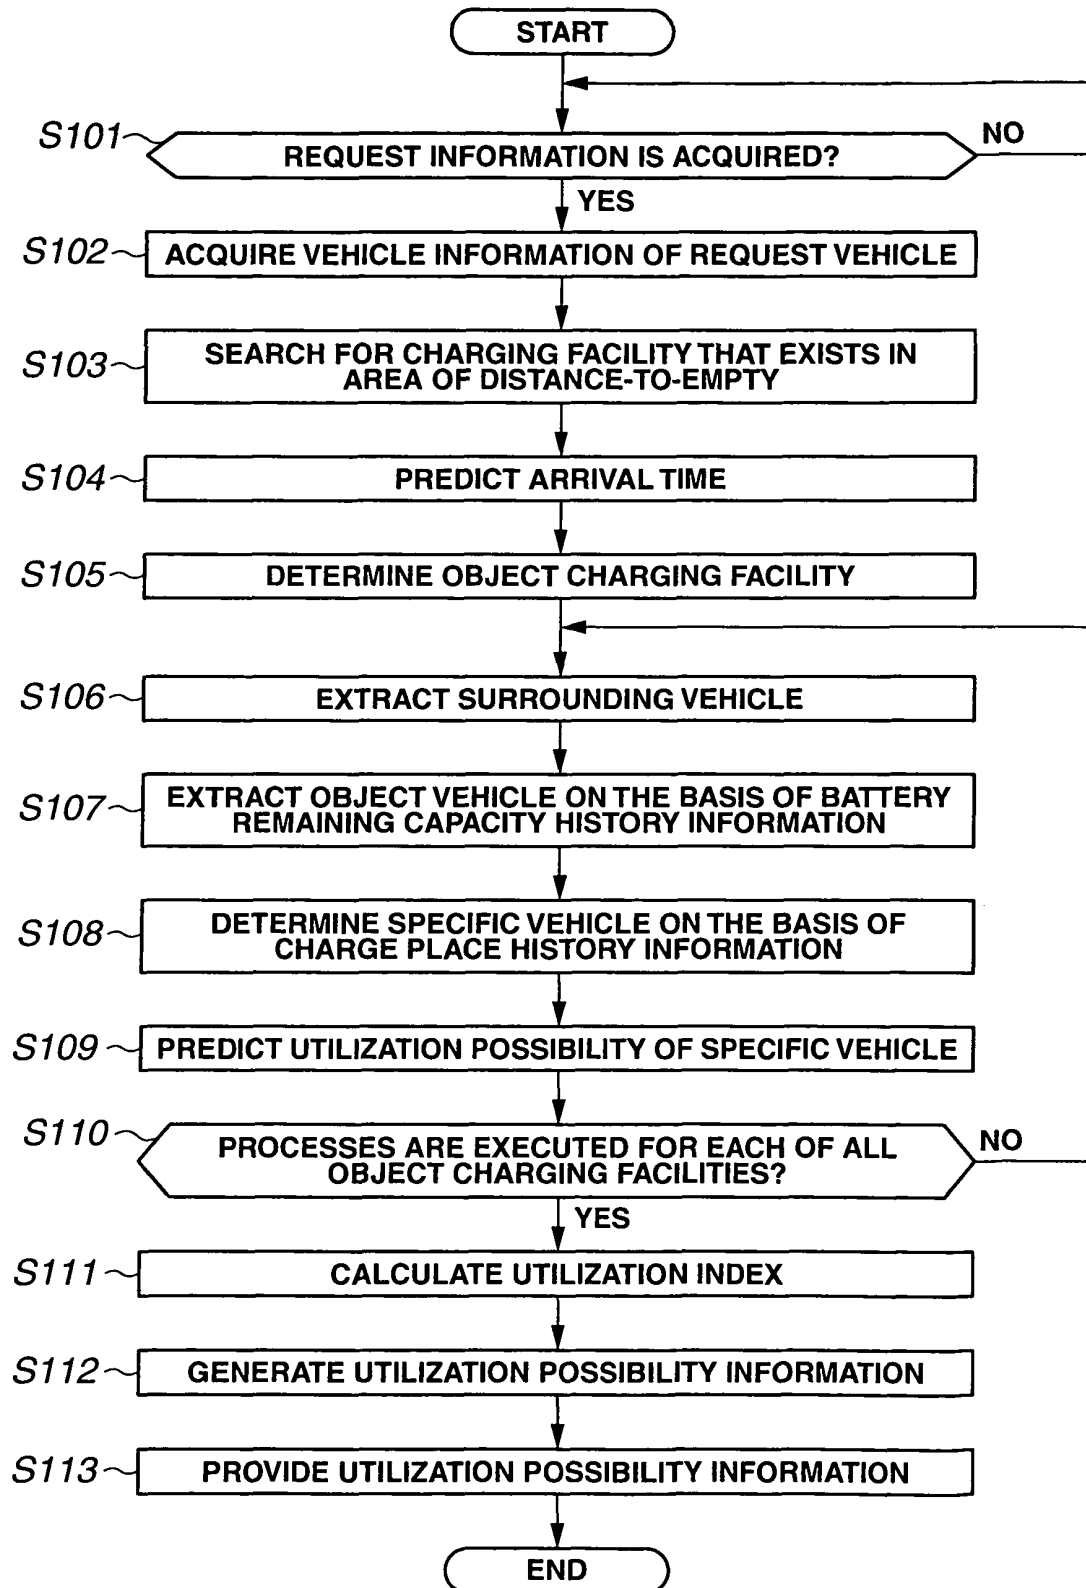 START
S101
REQUEST INFORMATION IS ACQUIRED?
NO
YES
S102
ACQUIRE VEHICLE INFORMATION OF REQUEST VEHICLE
S103
SEARCH FOR CHARGING FACILITY THAT EXISTS IN
AREA OF DISTANCE-TO-EMPTY
S104
PREDICT ARRIVAL TIME
S105
DETERMINE OBJECT CHARGING FACILITY
S106
EXTRACT SURROUNDING VEHICLE
S107
EXTRACT OBJECT VEHICLE ON THE BASIS OF BATTERY
REMAINING CAPACITY HISTORY INFORMATION
S108
DETERMINE SPECIFIC VEHICLE ON THE BASIS OF
CHARGE PLACE HISTORY INFORMATION
S109
PREDICT UTILIZATION POSSIBILITY OF SPECIFIC VEHICLE
S110
PROCESSES ARE EXECUTED FOR EACH OF ALL
OBJECT CHARGING FACILITIES?
NO
YES
S111
CALCULATE UTILIZATION INDEX
S112
GENERATE UTILIZATION POSSIBILITY INFORMATION
S113
PROVIDE UTILIZATION POSSIBILITY INFORMATION
END